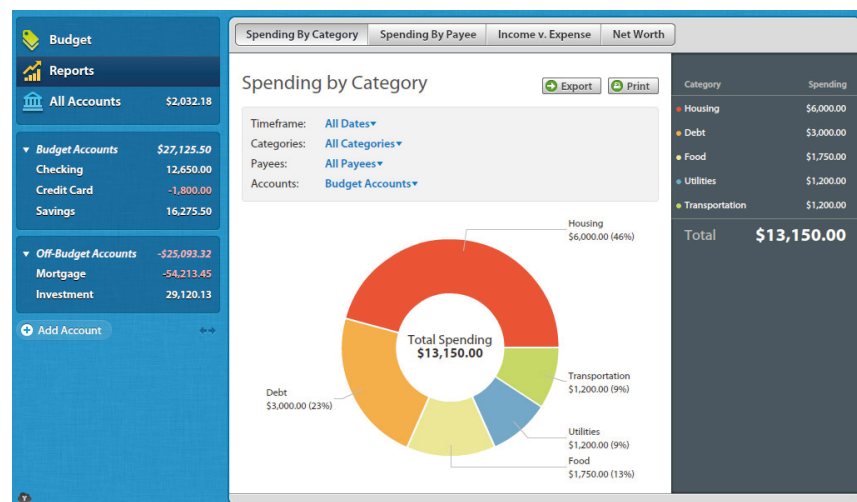 Budget
Reports
All Accounts $2,032.18
Budget Accounts $27,125.50
Checking 12,650.00
Credit Card -1,800.00
Savings 16,275.50
Off-Budget Accounts -$25,093.32
Mortgage -54,213.45
Investment 29,120.13
Add Account
Y
Spending By Category Spending By Payee Income v. Expense Net Worth
Spending by Category
Export Print
Timeframe: All Dates
Categories: All Categories
Payees: All Payees
Accounts: Budget Accounts
Housing
$6,000.00 (46%)
Total Spending
$13,150.00
Transportation
$1,200.00 (9%)
Debt
$3,000.00 (23%)
Utilities
$1,200.00 (9%)
Food
$1,750.00 (13%)
Category Spending
Housing $6,000.00
Debt $3,000.00
Food $1,750.00
Utilities $1,200.00
Transportation $1,200.00
Total $13,150.00